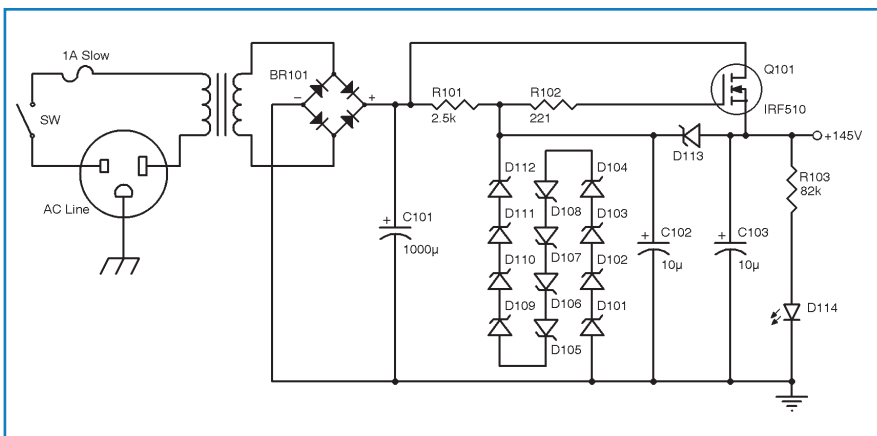 1A Slow
SW
AC Line
BR101
−
+
R101
2.5k
R102
221
Q101
IRF510
+145V
D113
R103
82k
D112
D111
D110
D109
D108
D107
D106
D105
D104
D103
D102
D101
+
C101
1000µ
+
C102
10µ
+
C103
10µ
D114